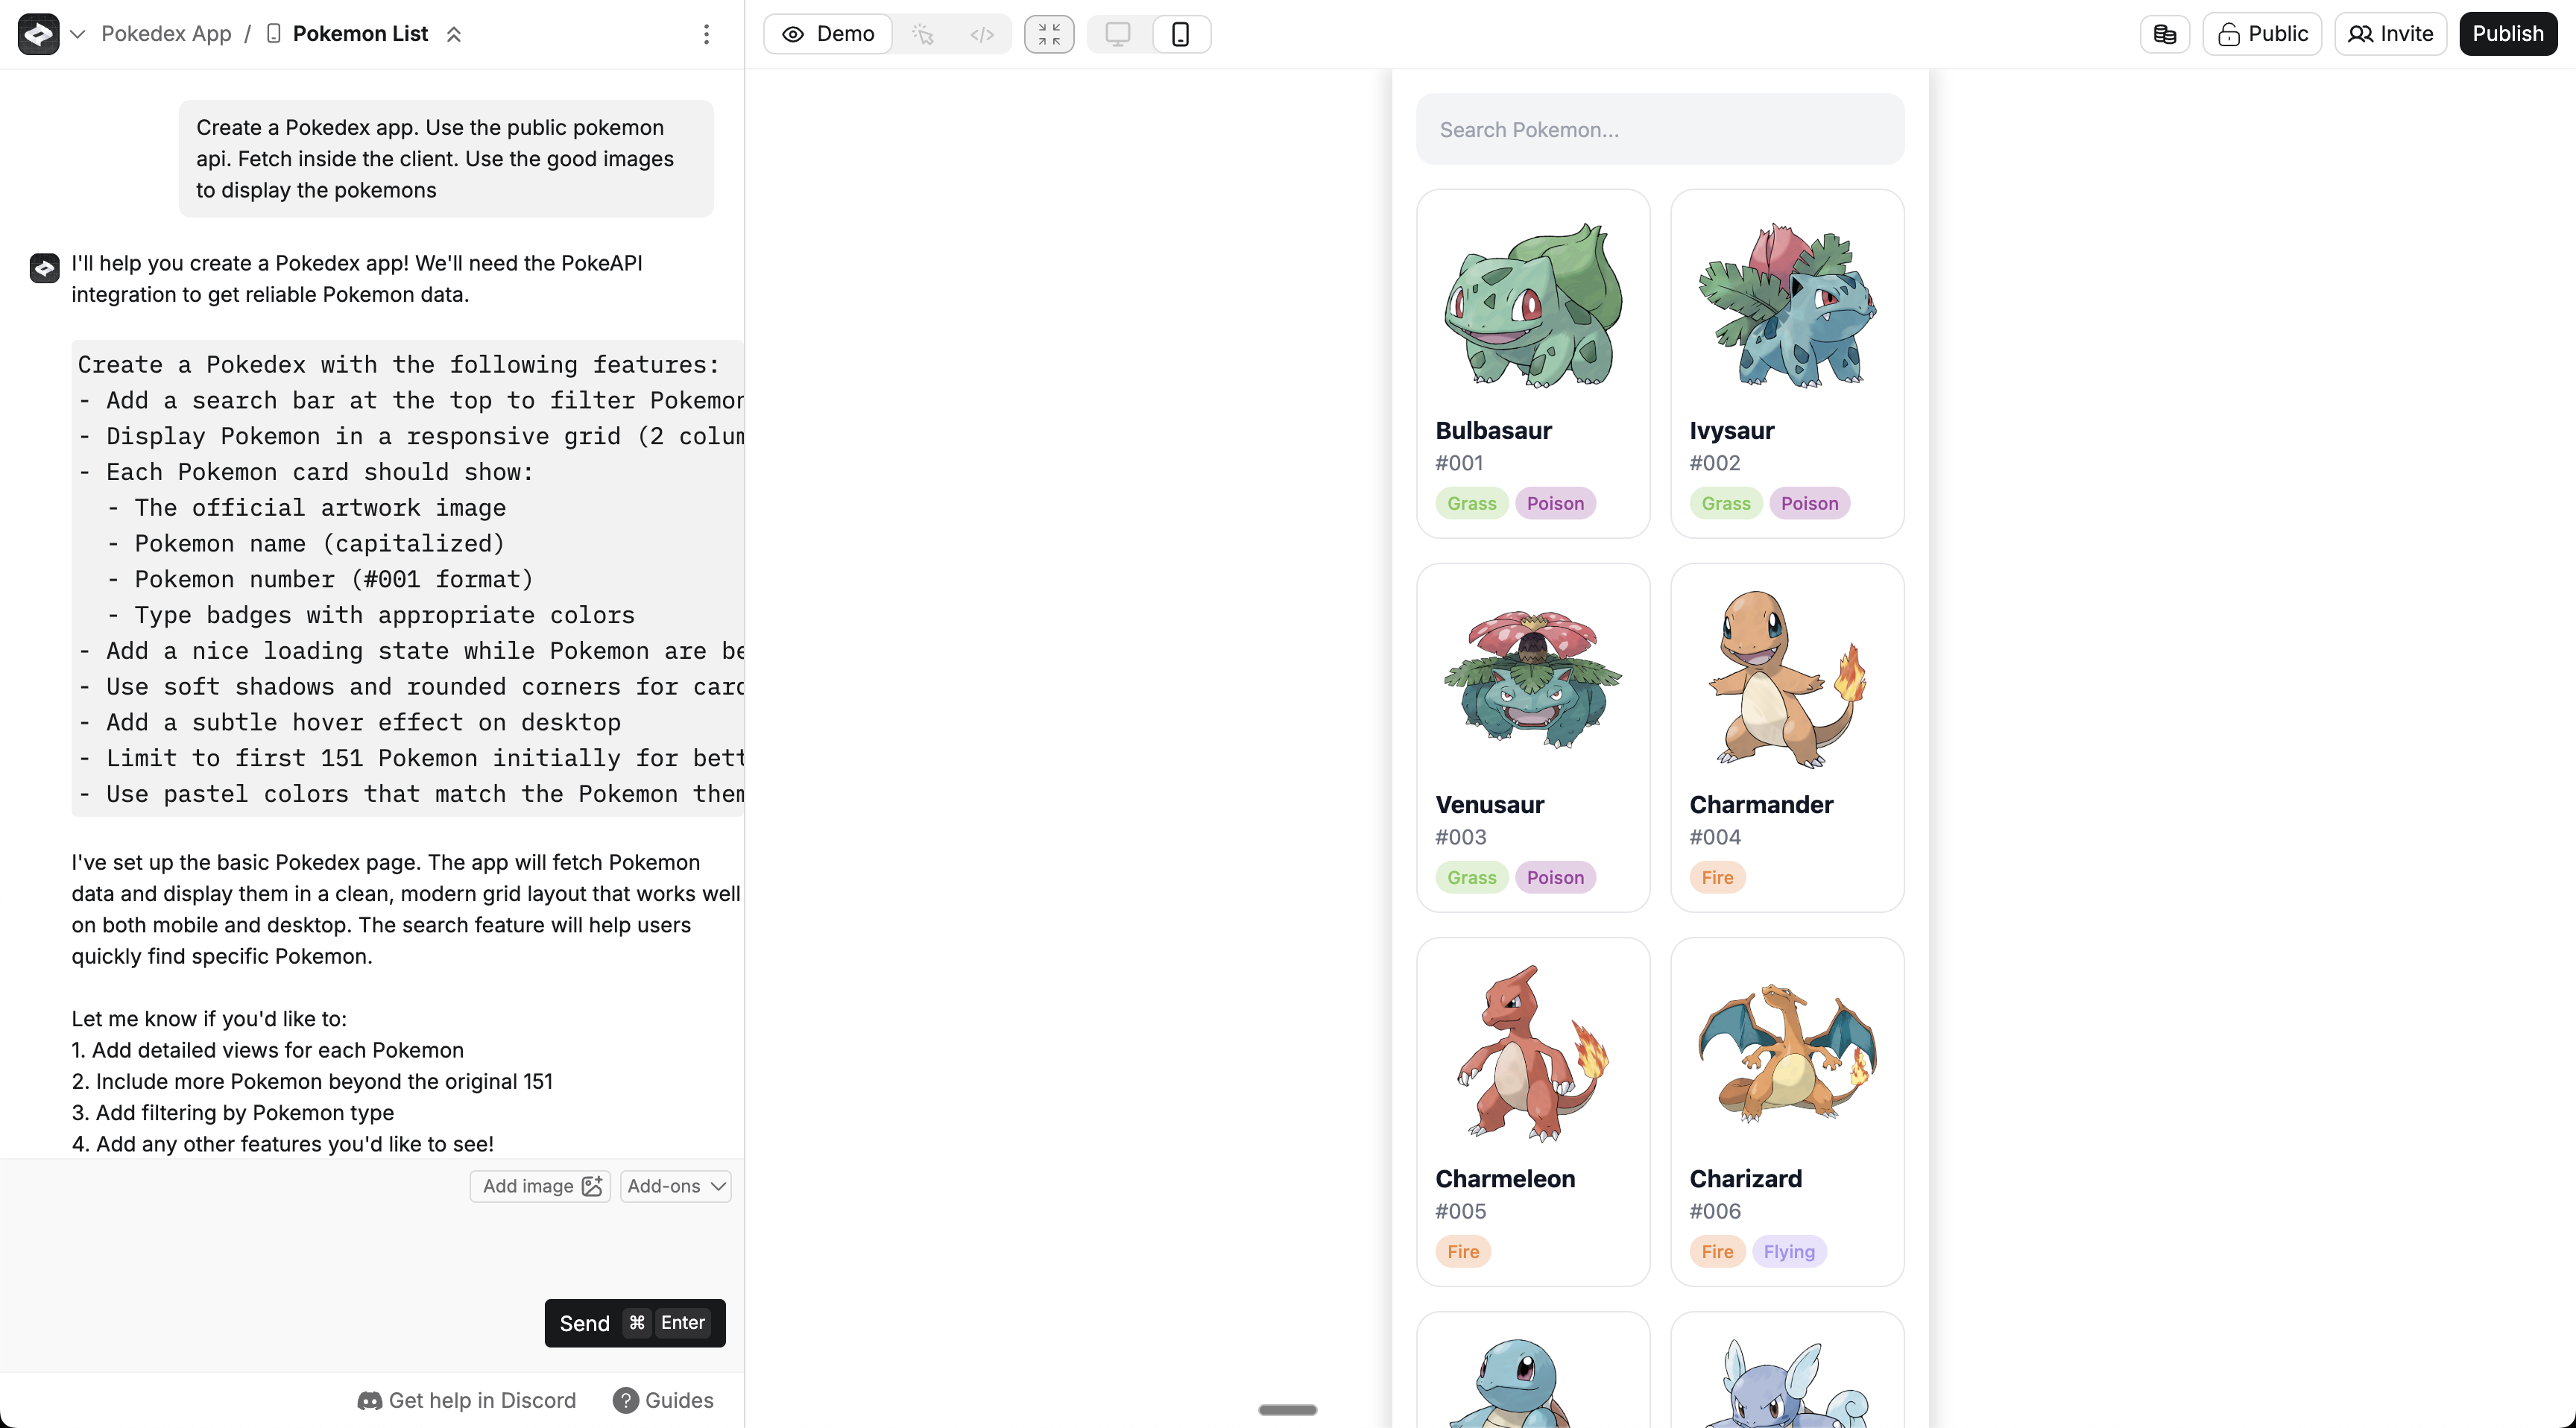 Pokedex App / Pokemon List
Demo
Public
Invite
Publish
Create a Pokedex app. Use the public pokemon
api. Fetch inside the client. Use the good images
to display the pokemons
I'll help you create a Pokedex app! We'll need the PokeAPI
integration to get reliable Pokemon data.
Create a Pokedex with the following features:
- Add a search bar at the top to filter Pokemon
- Display Pokemon in a responsive grid (2 colum
- Each Pokemon card should show:
- The official artwork image
- Pokemon name (capitalized)
- Pokemon number (#001 format)
- Type badges with appropriate colors
- Add a nice loading state while Pokemon are be
- Use soft shadows and rounded corners for card
- Add a subtle hover effect on desktop
- Limit to first 151 Pokemon initially for bett
- Use pastel colors that match the Pokemon them
I've set up the basic Pokedex page. The app will fetch Pokemon
data and display them in a clean, modern grid layout that works well
on both mobile and desktop. The search feature will help users
quickly find specific Pokemon.
Let me know if you'd like to:
1. Add detailed views for each Pokemon
2. Include more Pokemon beyond the original 151
3. Add filtering by Pokemon type
4. Add any other features you'd like to see!
Add image
Add-ons
Send ⌘ Enter
Get help in Discord
? Guides
Search Pokemon...
Bulbasaur
#001
Grass Poison
Ivysaur
#002
Grass Poison
Venusaur
#003
Grass Poison
Charmander
#004
Fire
Charmeleon
#005
Fire
Charizard
#006
Fire Flying